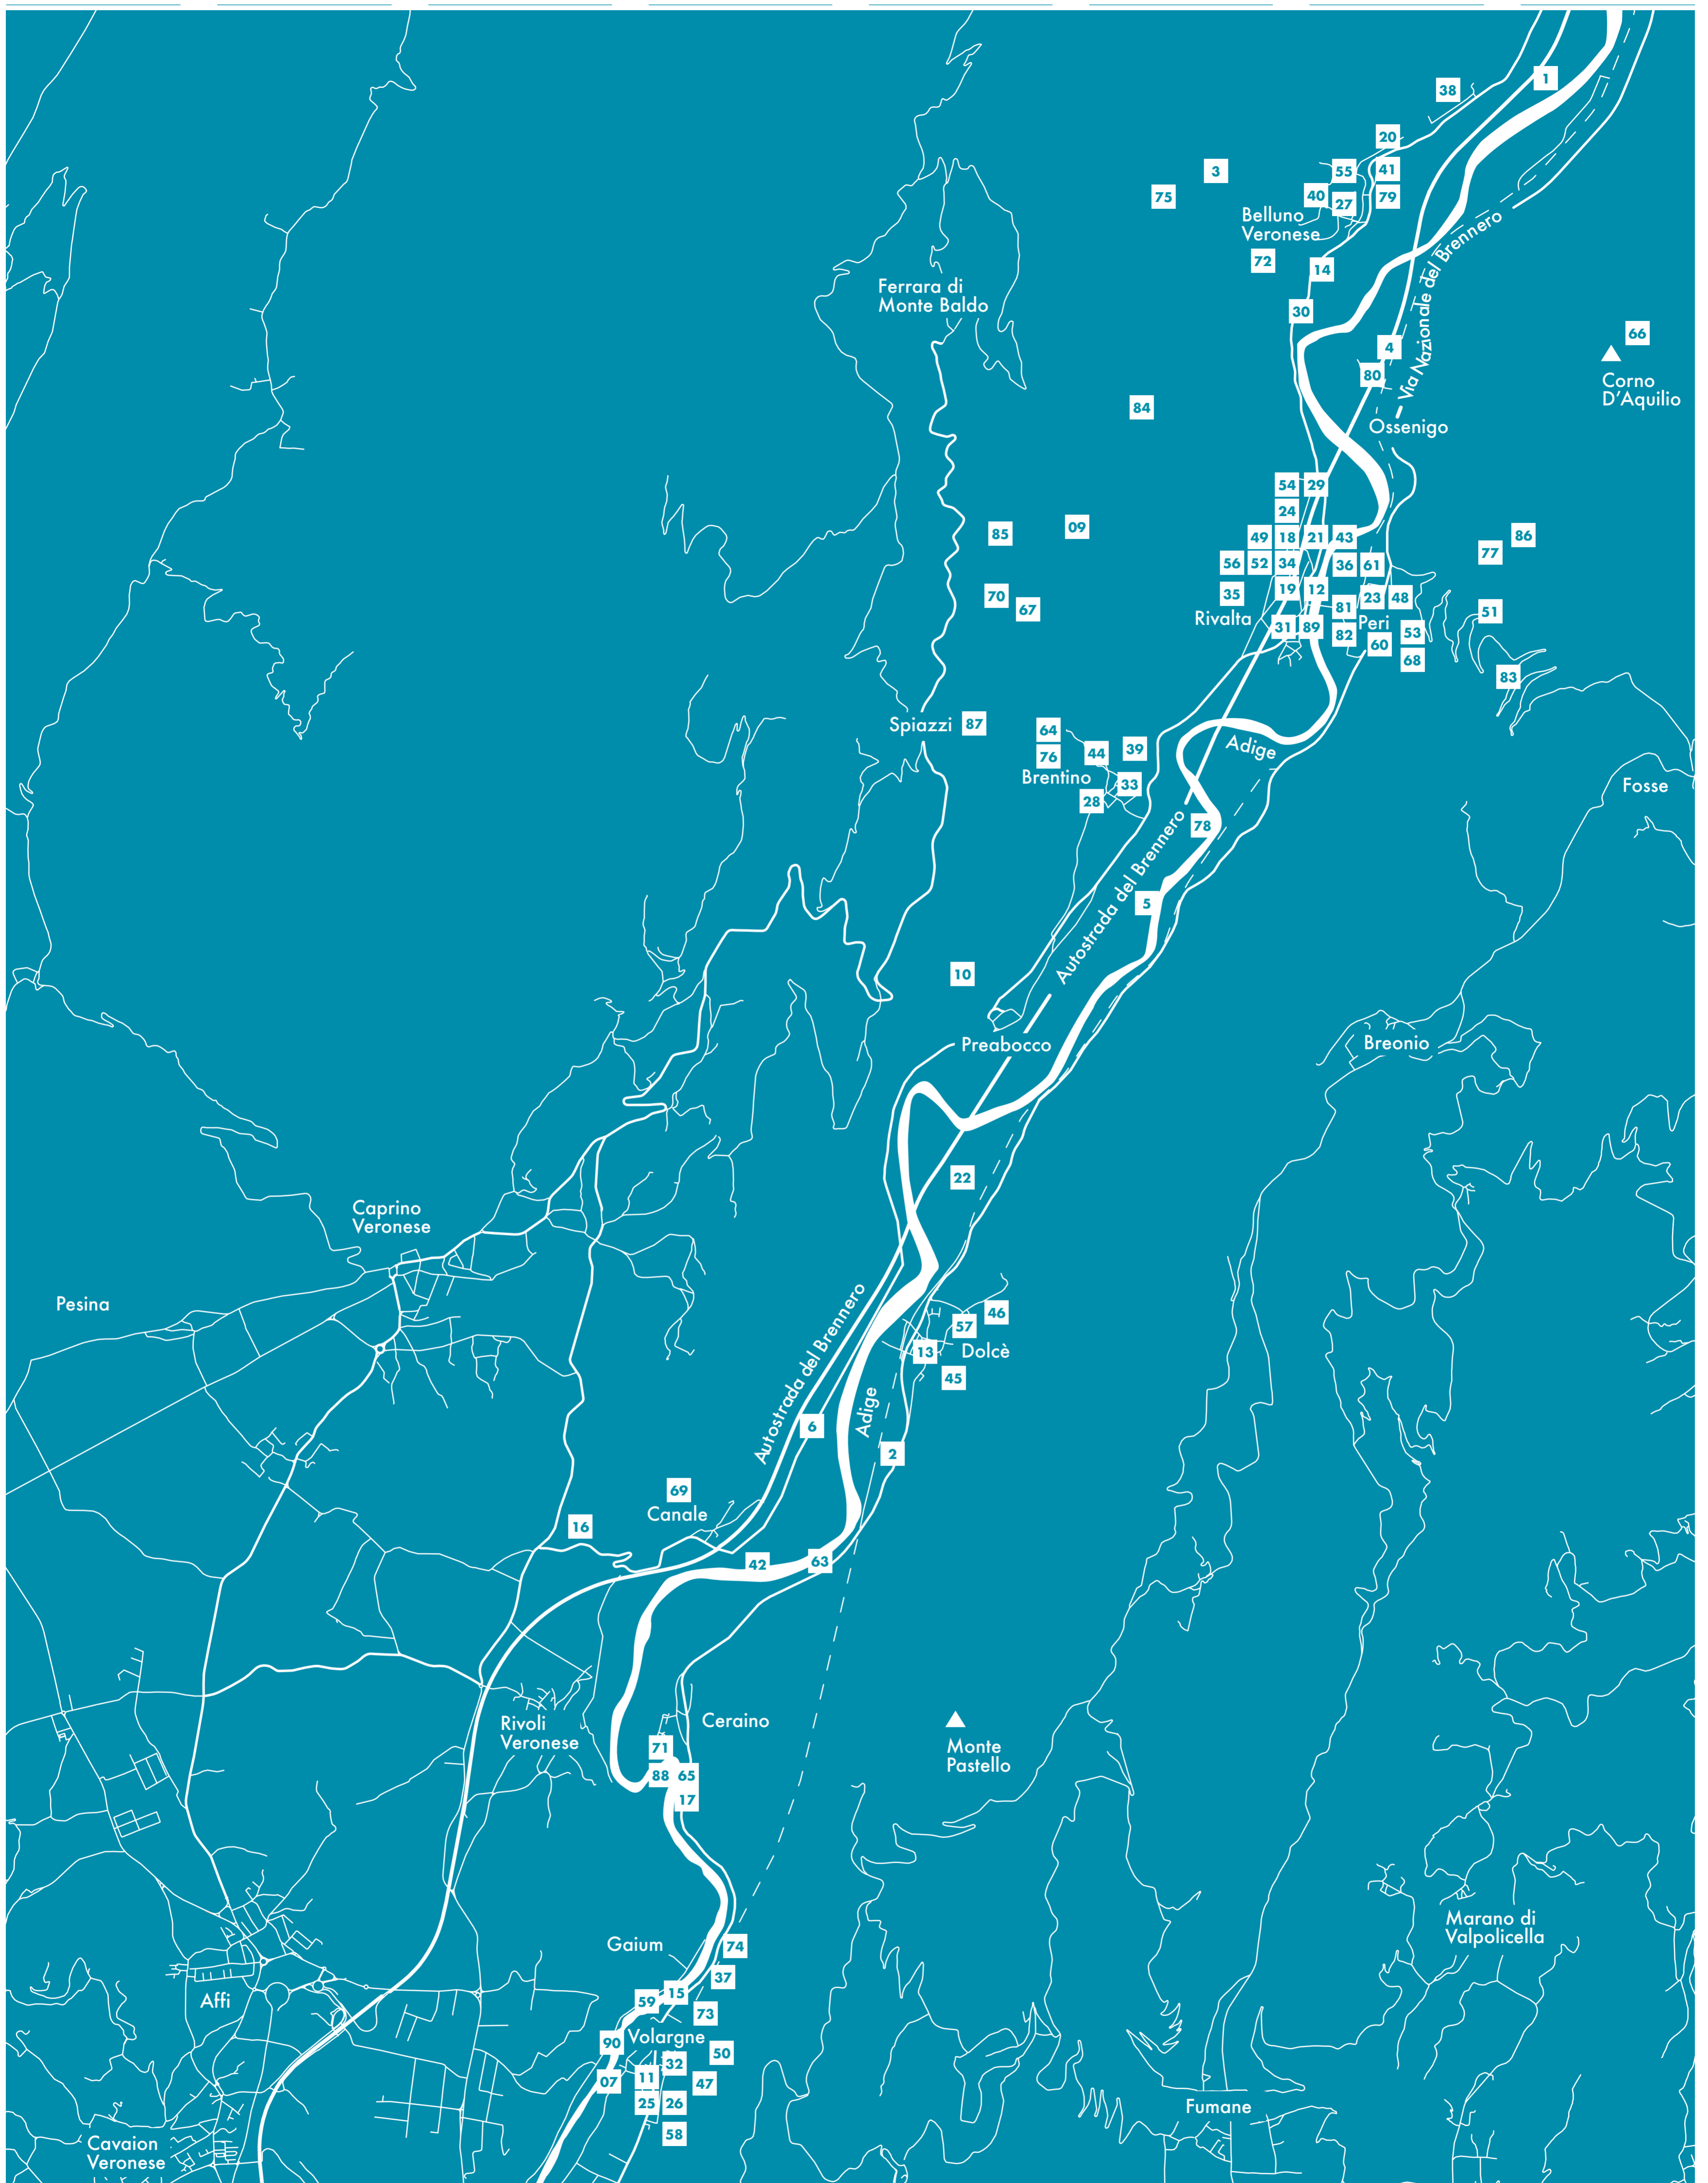 1
38
20
3
55
41
75
40
27
79
Belluno
Veronese
72
14
Via Nazionale del Brennero
Ferrara di
Monte Baldo
30
66
4
80
Corno
D'Aquilio
84
Ossenigo
54
29
24
85
09
49
18
21
43
86
77
56
52
34
36
61
70
35
19
12
23
48
67
81
51
Rivalta
31
89
Peri
82
53
60
68
83
Spiazzi
87
64
44
39
Adige
76
Brentino
33
Fosse
28
78
Autostrada del Brennero
5
10
Preabocco
Breonio
22
Caprino
Veronese
Pesina
46
57
13
Dolcè
45
Autostrada del Brennero
Adige
6
2
69
Canale
16
42
63
Rivoli
Veronese
Ceraino
71
Monte
Pastello
88
65
17
Marano di
Valpolicella
Gaium
74
37
Affi
59
15
73
90
Volargne
50
32
07
11
47
25
26
Fumane
58
Cavaion
Veronese